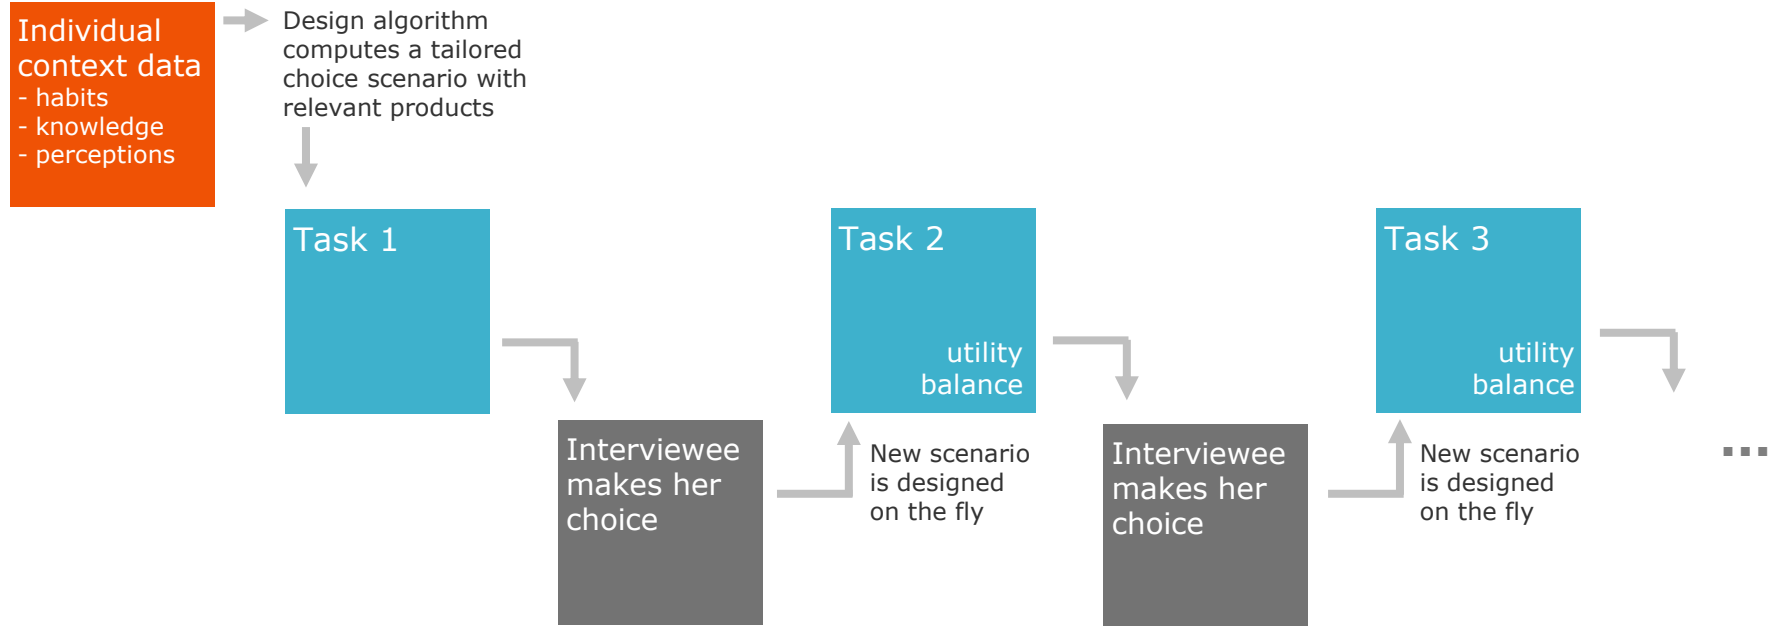 Individual
context data
- habits
- knowledge
- perceptions
Design algorithm
computes a tailored
choice scenario with
relevant products
Task 1
Interviewee
makes her
choice
Task 2
utility
balance
New scenario
is designed
on the fly
Interviewee
makes her
choice
Task 3
utility
balance
New scenario
is designed
on the fly
...